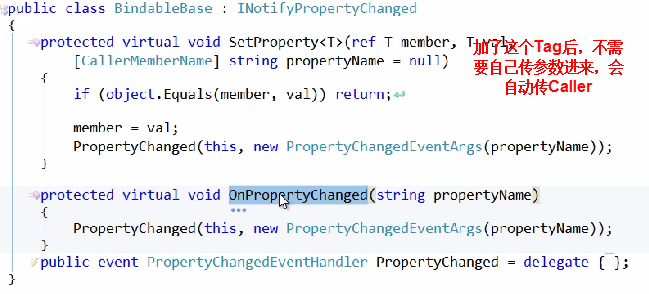 public class BindableBase : INotifyPropertyChanged
{
protected virtual void SetProperty<T>(ref T member, T val,
[CallerMemberName] string propertyName = null)
{
if (object.Equals(member, val)) return;
member = val;
PropertyChanged(this, new PropertyChangedEventArgs(propertyName));
}
protected virtual void OnPropertyChanged(string propertyName)
{
PropertyChanged(this, new PropertyChangedEventArgs(propertyName));
}
public event PropertyChangedEventHandler PropertyChanged = delegate { };
}
加了这个Tag后，不需
要自己传参数进来，会
自动传Caller